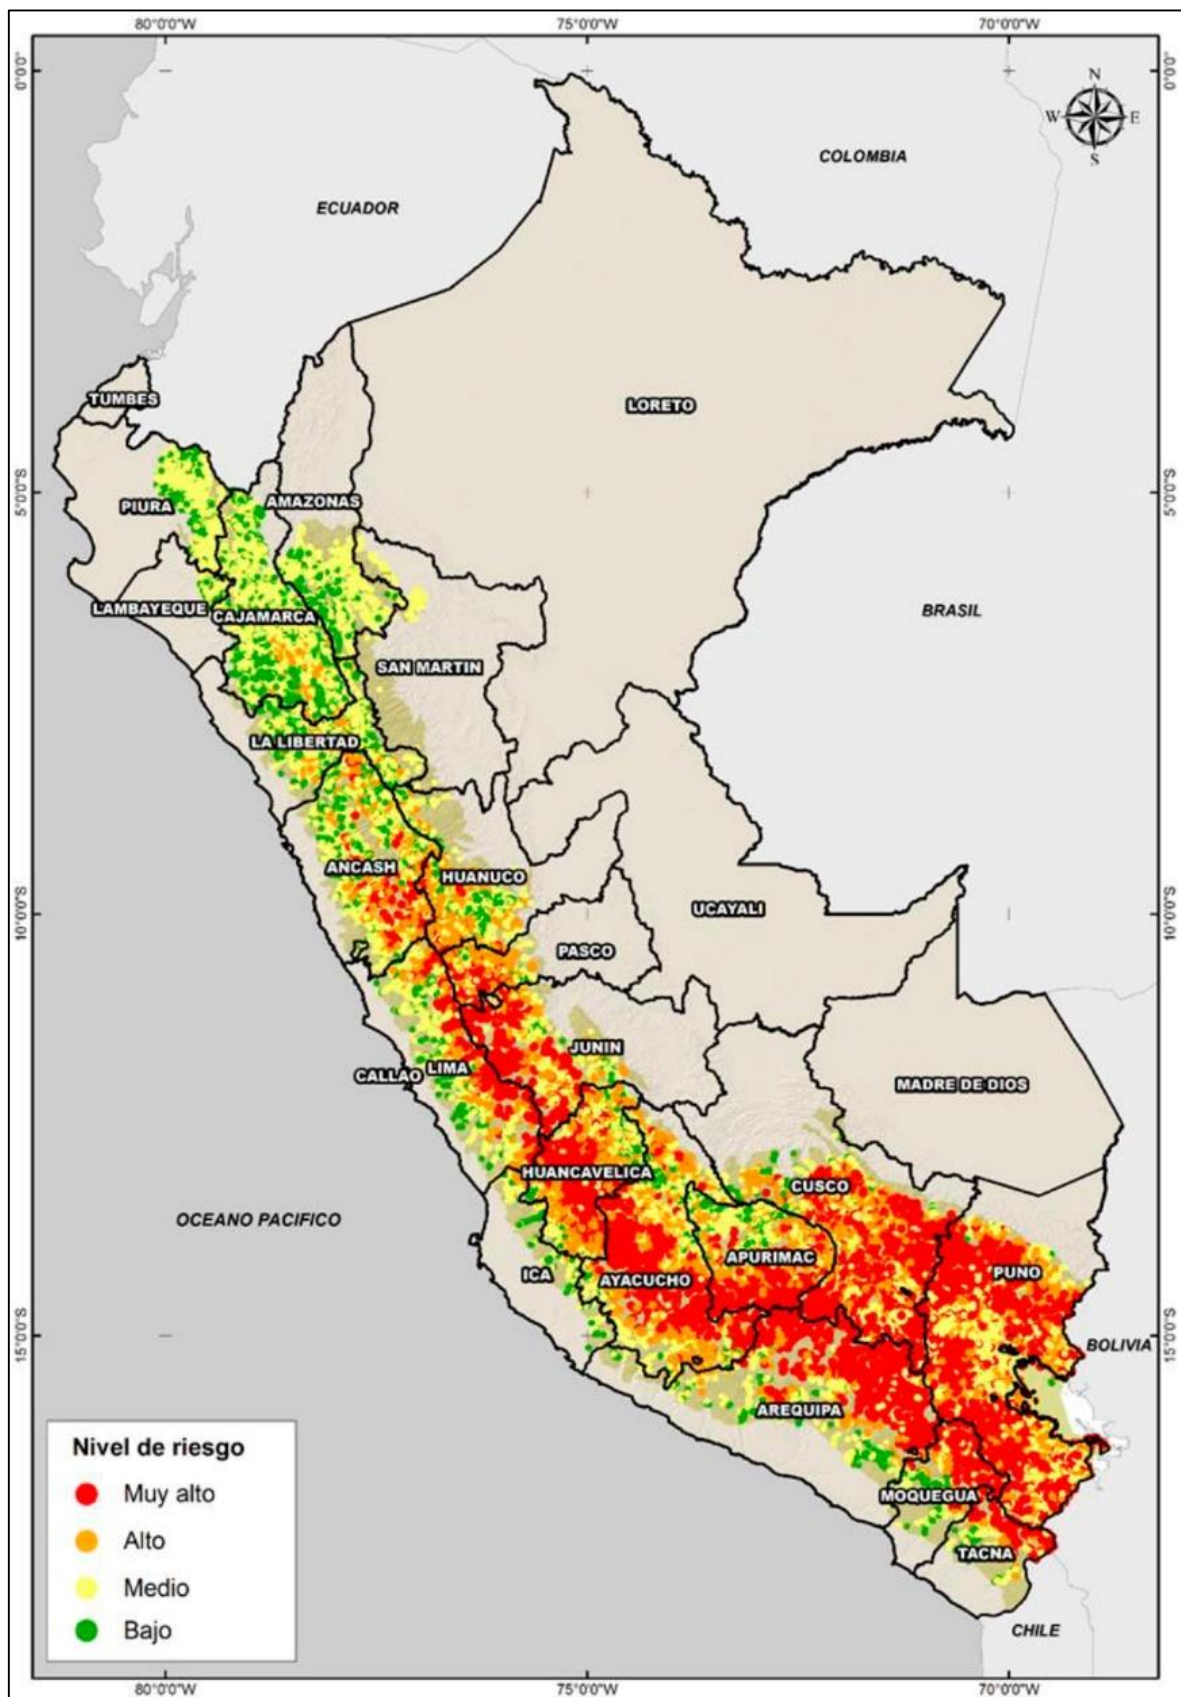 80°0'0"W
75°0'0"W
70°0'0"W
0°0'0"
0°0'0"
N
W
E
S
COLOMBIA
ECUADOR
TUMBES
LORETO
5°0'0"S
5°0'0"S
AMAZONAS
PIURA
LAMBAYEQUE
CAJAMARCA
BRASIL
SAN MARTIN
LA LIBERTAD
ANCASH
HUANUCO
UCAYALI
10°0'0"S
10°0'0"S
PASCO
JUNIN
LIMA
CALLAO
MADRE DE DIOS
HUANCAVELICA
CUSCO
OCEANO PACIFICO
APURIMAC
PUNO
ICA
AYACUCHO
15°0'0"S
15°0'0"S
BOLIVIA
AREQUIPA
MOQUEGUA
TACNA
CHILE
Nivel de riesgo
Muy alto
Alto
Medio
Bajo
80°0'0"W
75°0'0"W
70°0'0"W